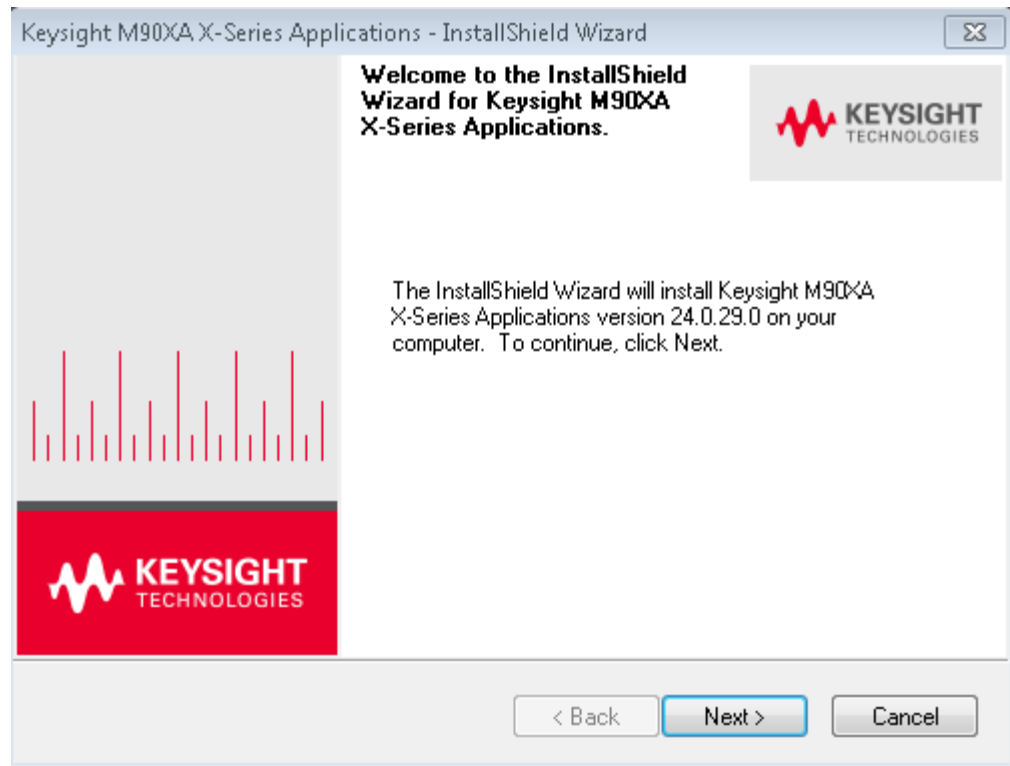 Keysight M90XA X-Series Applications - InstallShield Wizard
Welcome to the InstallShield
Wizard for Keysight M90XA
X-Series Applications.
KEYSIGHT
TECHNOLOGIES
The InstallShield Wizard will install Keysight M90XA
X-Series Applications version 24.0.29.0 on your
computer.  To continue, click Next.
KEYSIGHT
TECHNOLOGIES
< Back
Next >
Cancel